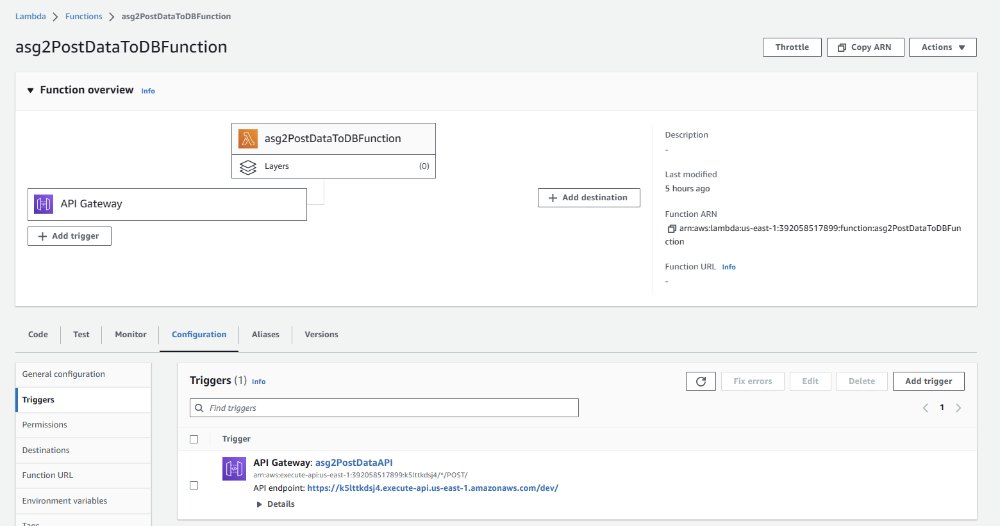 Lambda > Functions > asg2PostDataToDBFunction
asg2PostDataToDBFunction
Throttle
Copy ARN
Actions
Function overview Info
asg2PostDataToDBFunction
Layers (0)
API Gateway
+ Add trigger
+ Add destination
Description
-
Last modified
5 hours ago
Function ARN
arn:aws:lambda:us-east-1:392058517899:function:asg2PostDataToDBFun
ction
Function URL Info
-
Code
Test
Monitor
Configuration
Aliases
Versions
General configuration
Triggers
Permissions
Destinations
Function URL
Environment variables
Tags
Triggers (1) Info
Fix errors
Edit
Delete
Add trigger
Find triggers
1
Trigger
API Gateway: asg2PostDataAPI
arn:aws:execute-api:us-east-1:392058517899:k5lttkdsj4/*/POST/
API endpoint: https://k5lttkdsj4.execute-api.us-east-1.amazonaws.com/dev/
Details